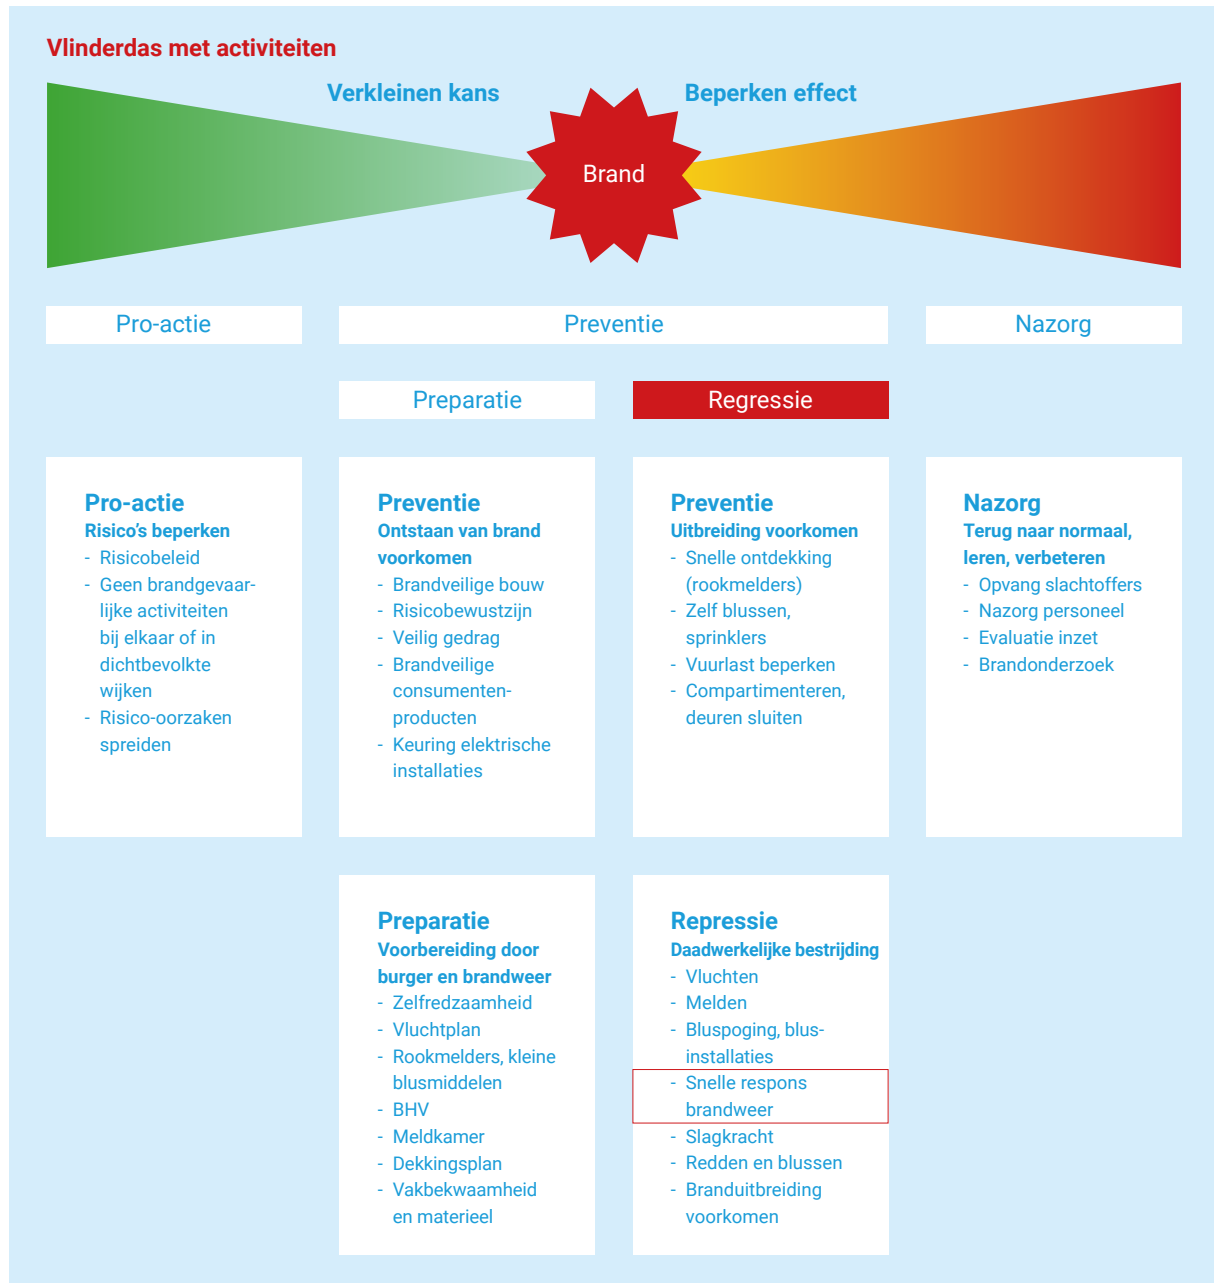 Vlinderdas met activiteiten
Verkleinen kans
Beperken effect
Brand
Pro-actie
Preventie
Nazorg
Preparatie
Regressie
Pro-actie
Risico's beperken
- Risicobeleid
- Geen brandgevaar-
lijke activiteiten
bij elkaar of in
dichtbevolkte
wijken
- Risico-oorzaken
spreiden
Preventie
Ontstaan van brand
voorkomen
- Brandveilige bouw
- Risicobewustzijn
- Veilig gedrag
- Brandveilige
consumenten-
producten
- Keuring elektrische
installaties
Preventie
Uitbreiding voorkomen
- Snelle ontdekking
(rookmelders)
- Zelf blussen,
sprinklers
- Vuurlast beperken
- Compartimenteren,
deuren sluiten
Nazorg
Terug naar normaal,
leren, verbeteren
- Opvang slachtoffers
- Nazorg personeel
- Evaluatie inzet
- Brandonderzoek
Preparatie
Voorbereiding door
burger en brandweer
- Zelfredzaamheid
- Vluchtplan
- Rookmelders, kleine
blusmiddelen
- BHV
- Meldkamer
- Dekkingsplan
- Vakbekwaamheid
en materieel
Repressie
Daadwerkelijke bestrijding
- Vluchten
- Melden
- Bluspoging, blus-
installaties
- Snelle respons
brandweer
- Slagkracht
- Redden en blussen
- Branduitbreiding
voorkomen